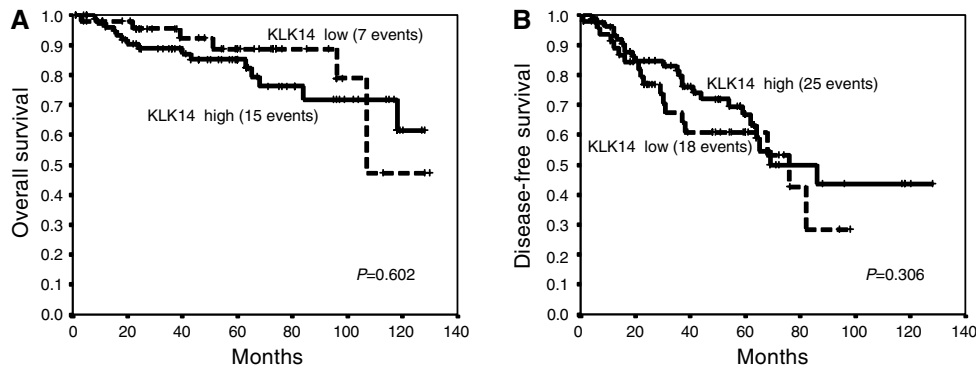 A
Overall survival
1.0
0.9
0.8
0.7
0.6
0.5
0.4
0.3
0.2
0.1
0.0
KLK14 low (7 events)
KLK14 high (15 events)
P=0.602
0 20 40 60 80 100 120 140
Months
B
Disease-free survival
1.0
0.9
0.8
0.7
0.6
0.5
0.4
0.3
0.2
0.1
0.0
KLK14 high (25 events)
KLK14 low (18 events)
P=0.306
0 20 40 60 80 100 120 140
Months